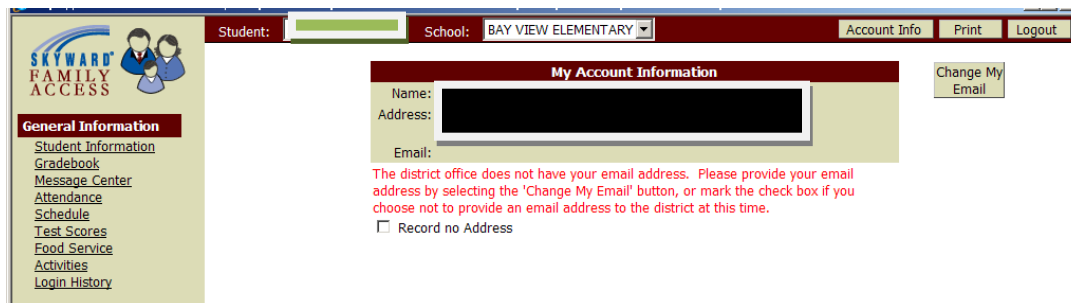 Student:
School: BAY VIEW ELEMENTARY
Account Info
Print
Logout
SKYWARD
FAMILY
ACCESS
General Information
Student Information
Gradebook
Message Center
Attendance
Schedule
Test Scores
Food Service
Activities
Login History
My Account Information
Name:
Address:
Email:
The district office does not have your email address. Please provide your email
address by selecting the 'Change My Email' button, or mark the check box if you
choose not to provide an email address to the district at this time.
Record no Address
Change My
Email